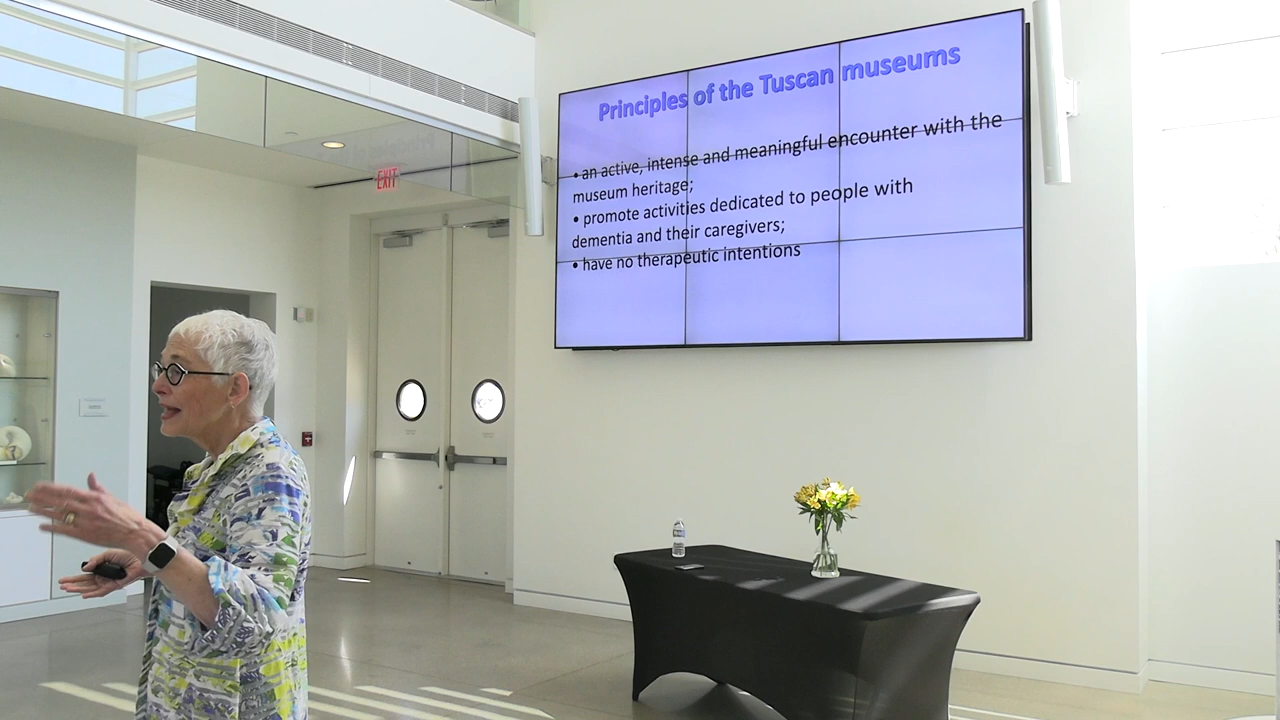 Principles of the Tuscan museums
• an active, intense and meaningful encounter with the
museum heritage;
• promote activities dedicated to people with
dementia and their caregivers;
• have no therapeutic intentions
EXIT